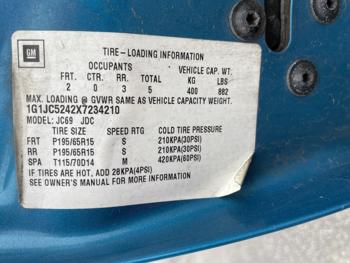 GM
TIRE-LOADING INFORMATION
OCCUPANTS VEHICLE CAP. WT.
FRT. CTR. RR. TOTAL KG LBS
2 0 3 5 400 882
MAX. LOADING @ GVWR SAME AS VEHICLE CAPACITY WEIGHT
1G1JC5242X7234210
MODEL: JC69 JDC
TIRE SIZE SPEED RTG COLD TIRE PRESSURE
FRT P195/65R15 S 210KPA(30PSI)
RR P195/65R15 S 210KPA(30PSI)
SPA T115/70D14 M 420KPA(60PSI)
IF TIRES ARE HOT, ADD 28KPA(4PSI)
SEE OWNER'S MANUAL FOR MORE INFORMATION